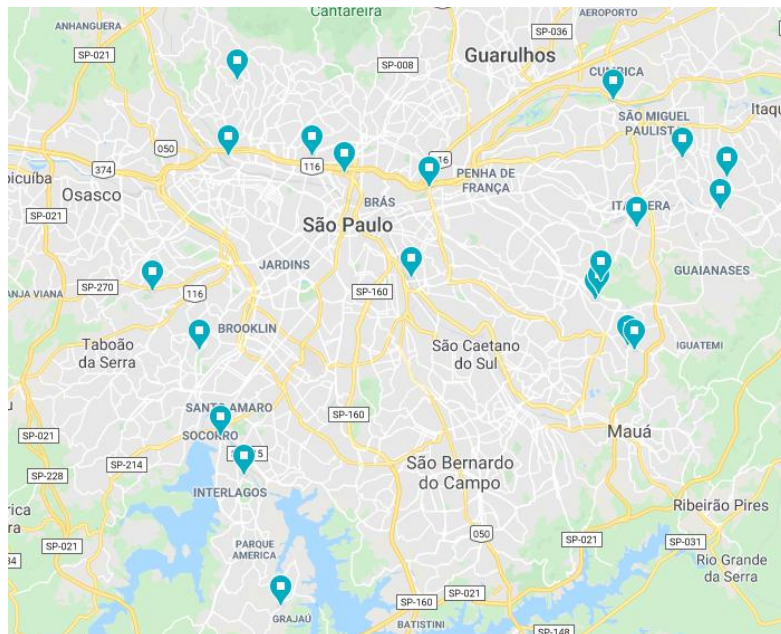 Cantareira
ANHANGUERA
AEROPORTO
SP-036
SP-021
Guarulhos
SP-008
CUMBICA
SÃO MIGUEL
PAULIST
Itaqu
050
116
16
374
PENHA DE
FRANÇA
Osasco
BRÁS
SP-021
São Paulo
JARDINS
GUAIANASES
SP-270
ANJA VIANA
116
SP-160
BROOKLIN
Taboão
da Serra
São Caetano
do Sul
IGUATEMI
SANTO AMARO
SP-160
SP-021
SOCORRO
Mauá
SP-214
SP-228
São Bernardo
do Campo
INTERLAGOS
Ribeirão Pires
SP-021
PARQUE
AMERICA
050
SP-021
SP-031
Rio Grande
da Serra
SP-160
SP-021
GRAJAÚ
BATISTINI
SP-148